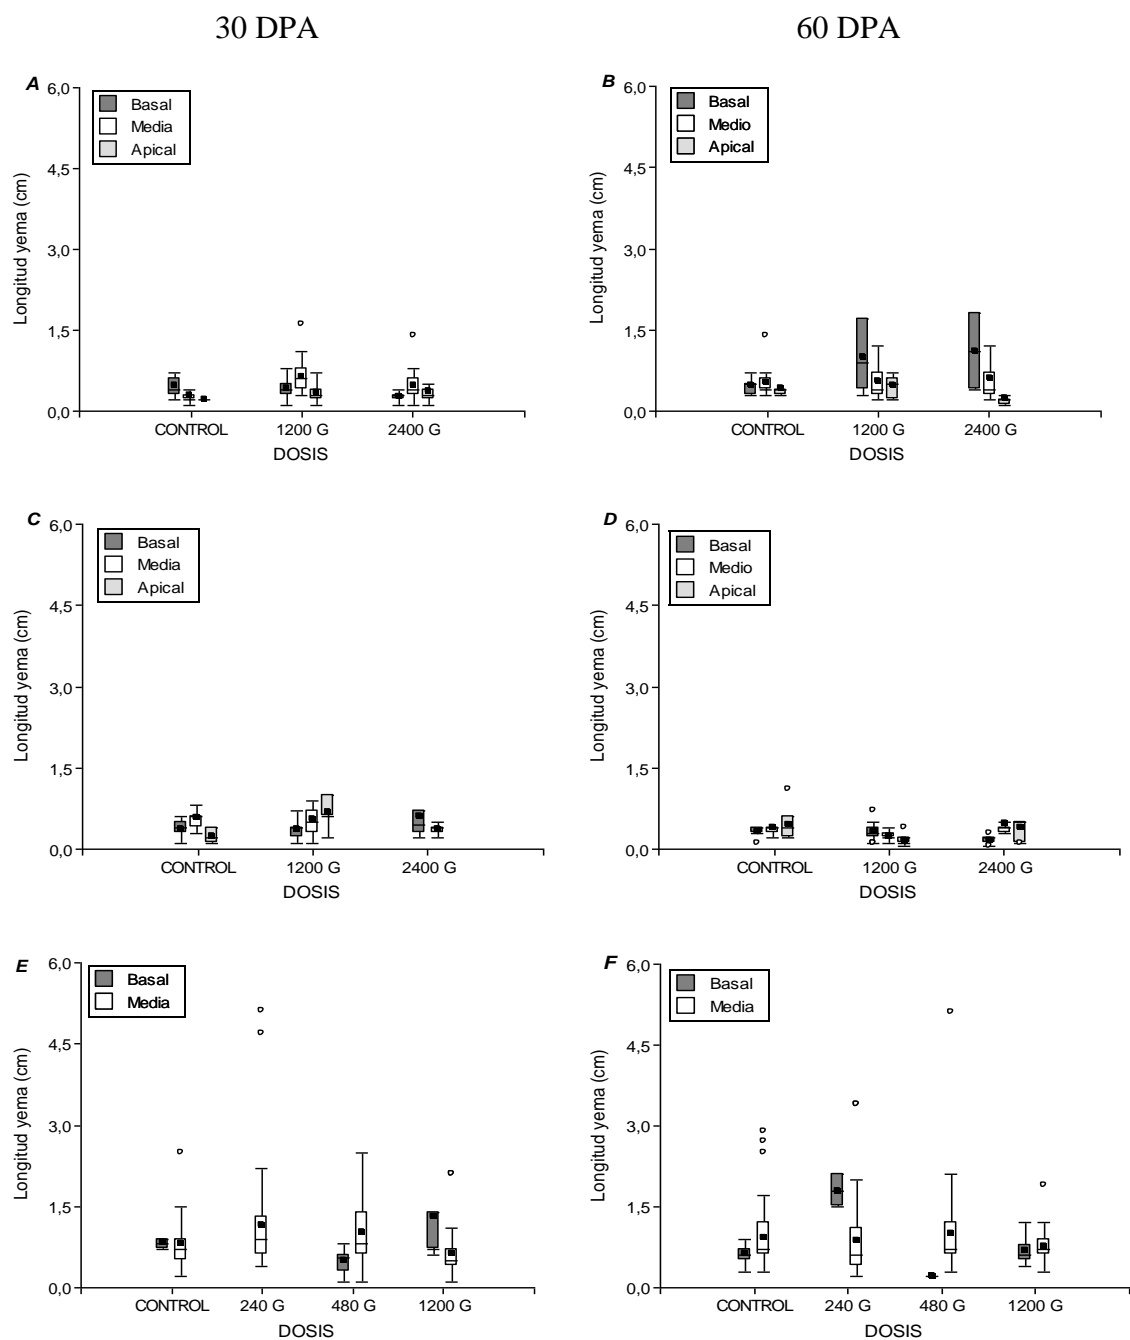 30 DPA
60 DPA
A
6,0
4,5
3,0
1,5
0,0
Longitud yema (cm)
Basal
Media
Apical
CONTROL 1200 G 2400 G
DOSIS
B
6,0
4,5
3,0
1,5
0,0
Longitud yema (cm)
Basal
Medio
Apical
CONTROL 1200 G 2400 G
DOSIS
C
6,0
4,5
3,0
1,5
0,0
Longitud yema (cm)
Basal
Media
Apical
CONTROL 1200 G 2400 G
DOSIS
D
6,0
4,5
3,0
1,5
0,0
Longitud yema (cm)
Basal
Medio
Apical
CONTROL 1200 G 2400 G
DOSIS
E
6,0
4,5
3,0
1,5
0,0
Longitud yema (cm)
Basal
Media
CONTROL 240 G 480 G 1200 G
DOSIS
F
6,0
4,5
3,0
1,5
0,0
Longitud yema (cm)
Basal
Media
CONTROL 240 G 480 G 1200 G
DOSIS